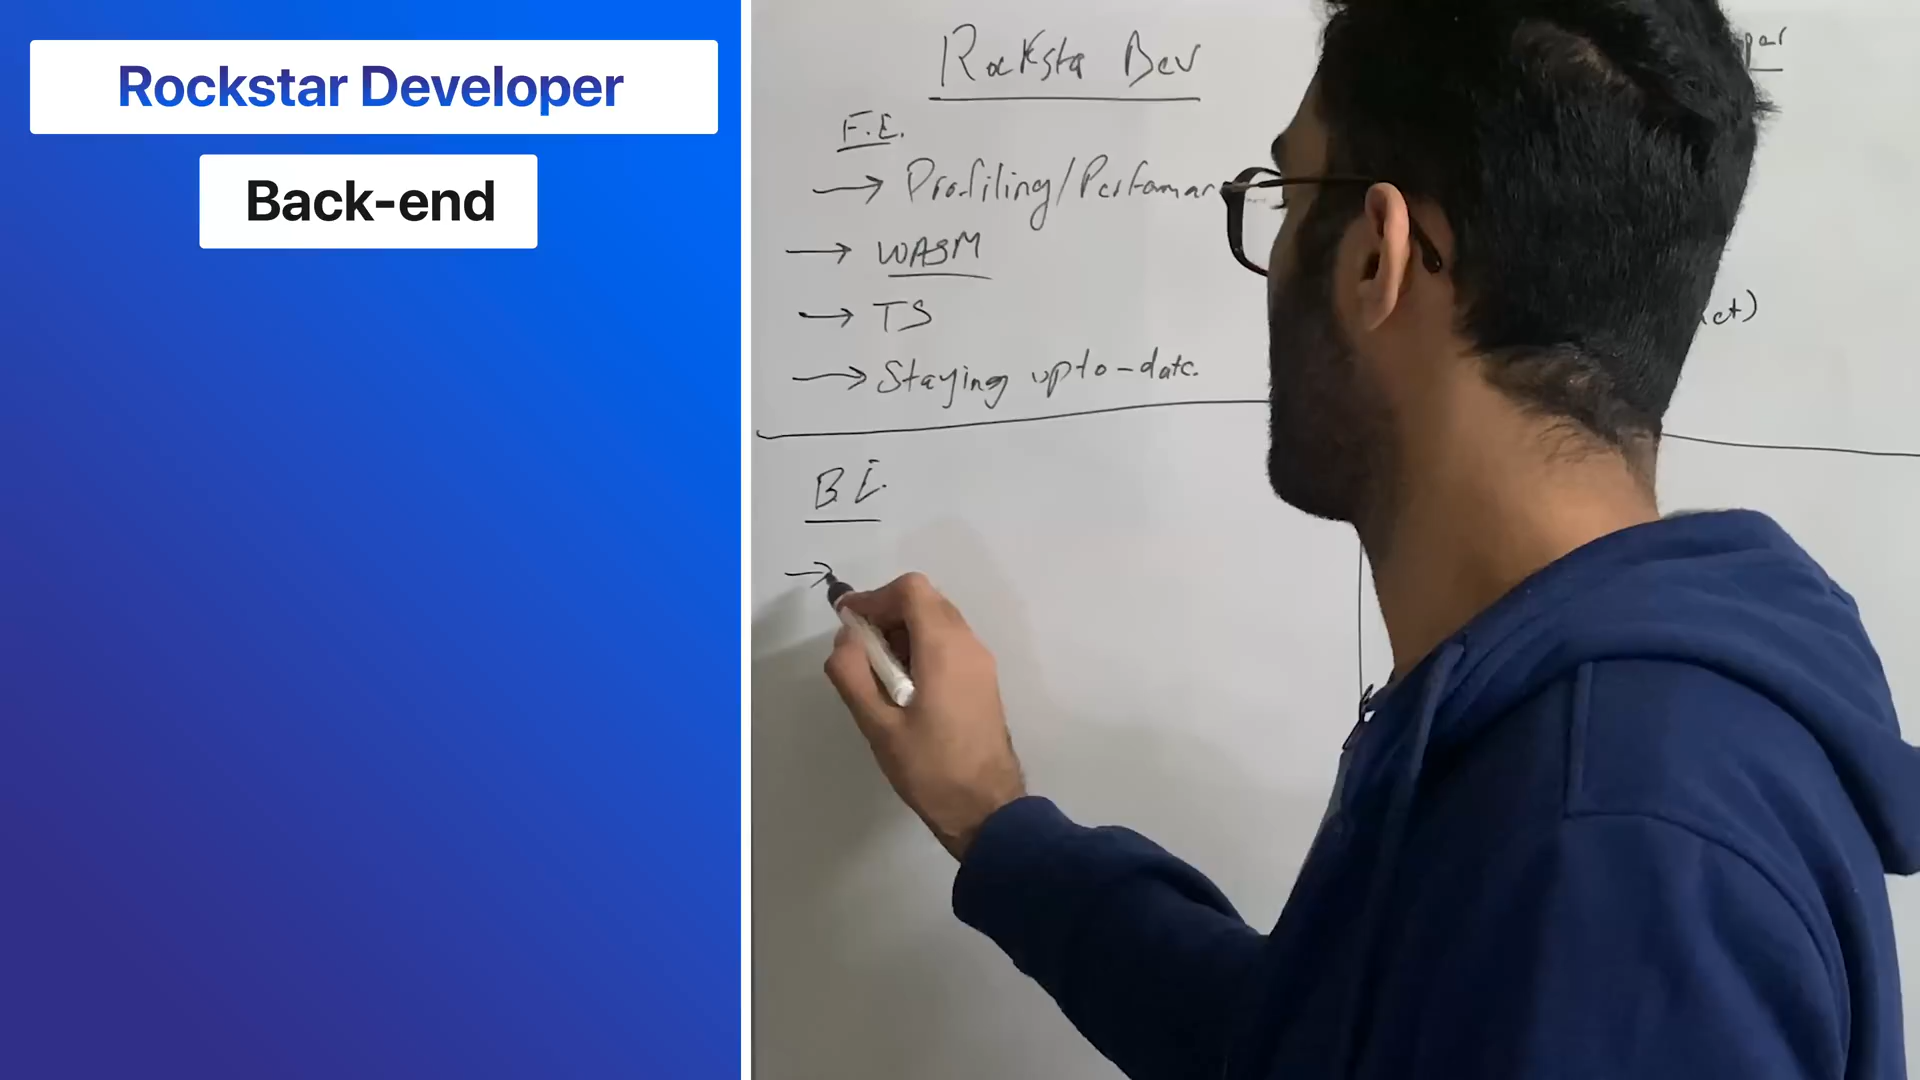 Rockstar Developer
Back-end
Rockstar Dev
F.E.
→ Profiling/Performan
→ WASM
→ TS
→ Staying upto-date.
B.E.
→